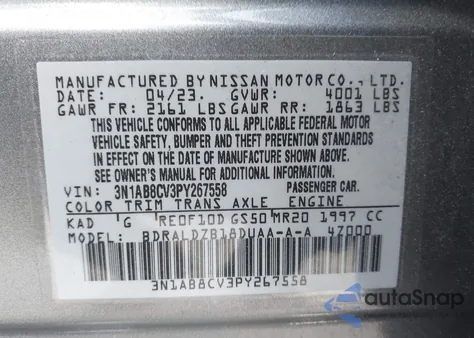 MANUFACTURED BY NISSAN MOTOR CO., LTD.
DATE: 04/23. GVWR: 4001 LBS
GAWR FR: 2161 LBS GAWR RR: 1863 LBS
THIS VEHICLE CONFORMS TO ALL APPLICABLE FEDERAL MOTOR
VEHICLE SAFETY, BUMPER AND THEFT PREVENTION STANDARDS
IN EFFECT ON THE DATE OF MANUFACTURE SHOWN ABOVE.
SEE OWNER'S MANUAL FOR ADDITIONAL INFORMATION.
VIN: 3N1AB8CV3PY267558 PASSENGER CAR.
COLOR TRIM TRANS AXLE ENGINE
KAD G RE0F10D GS50 MR20 1997 CC
MODEL: BDRALDZB18DUAA-A-A 4Z000
3N1AB8CV3PY267558
autoSnap